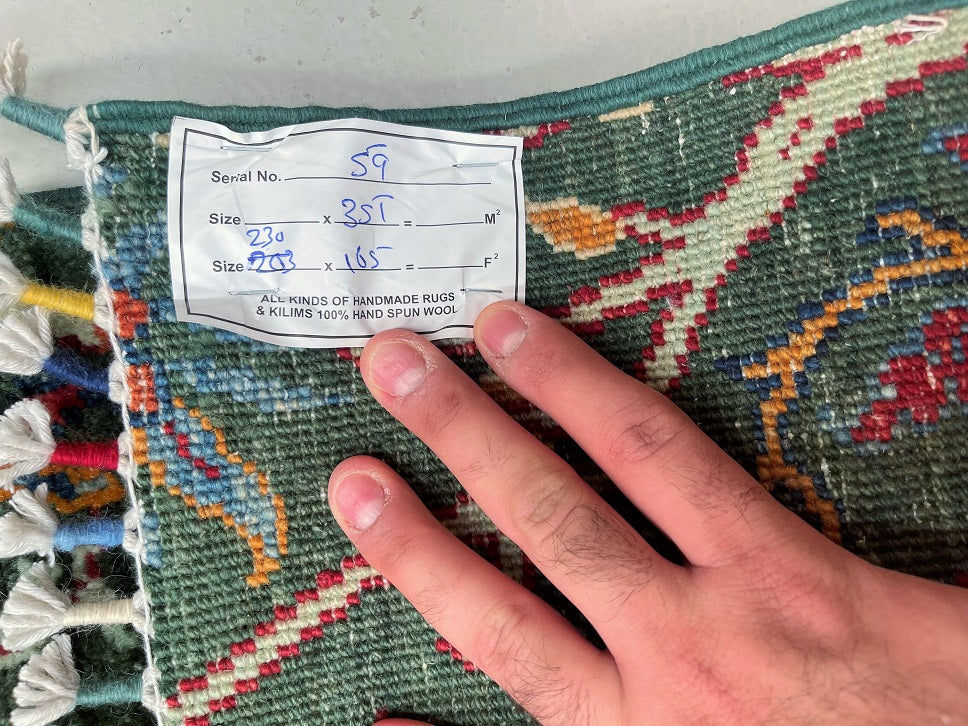 Serial No. 59
Size x 351 = M²
230
Size 203 x 165 = F²
ALL KINDS OF HANDMADE RUGS
& KILIMS 100% HAND SPUN WOOL